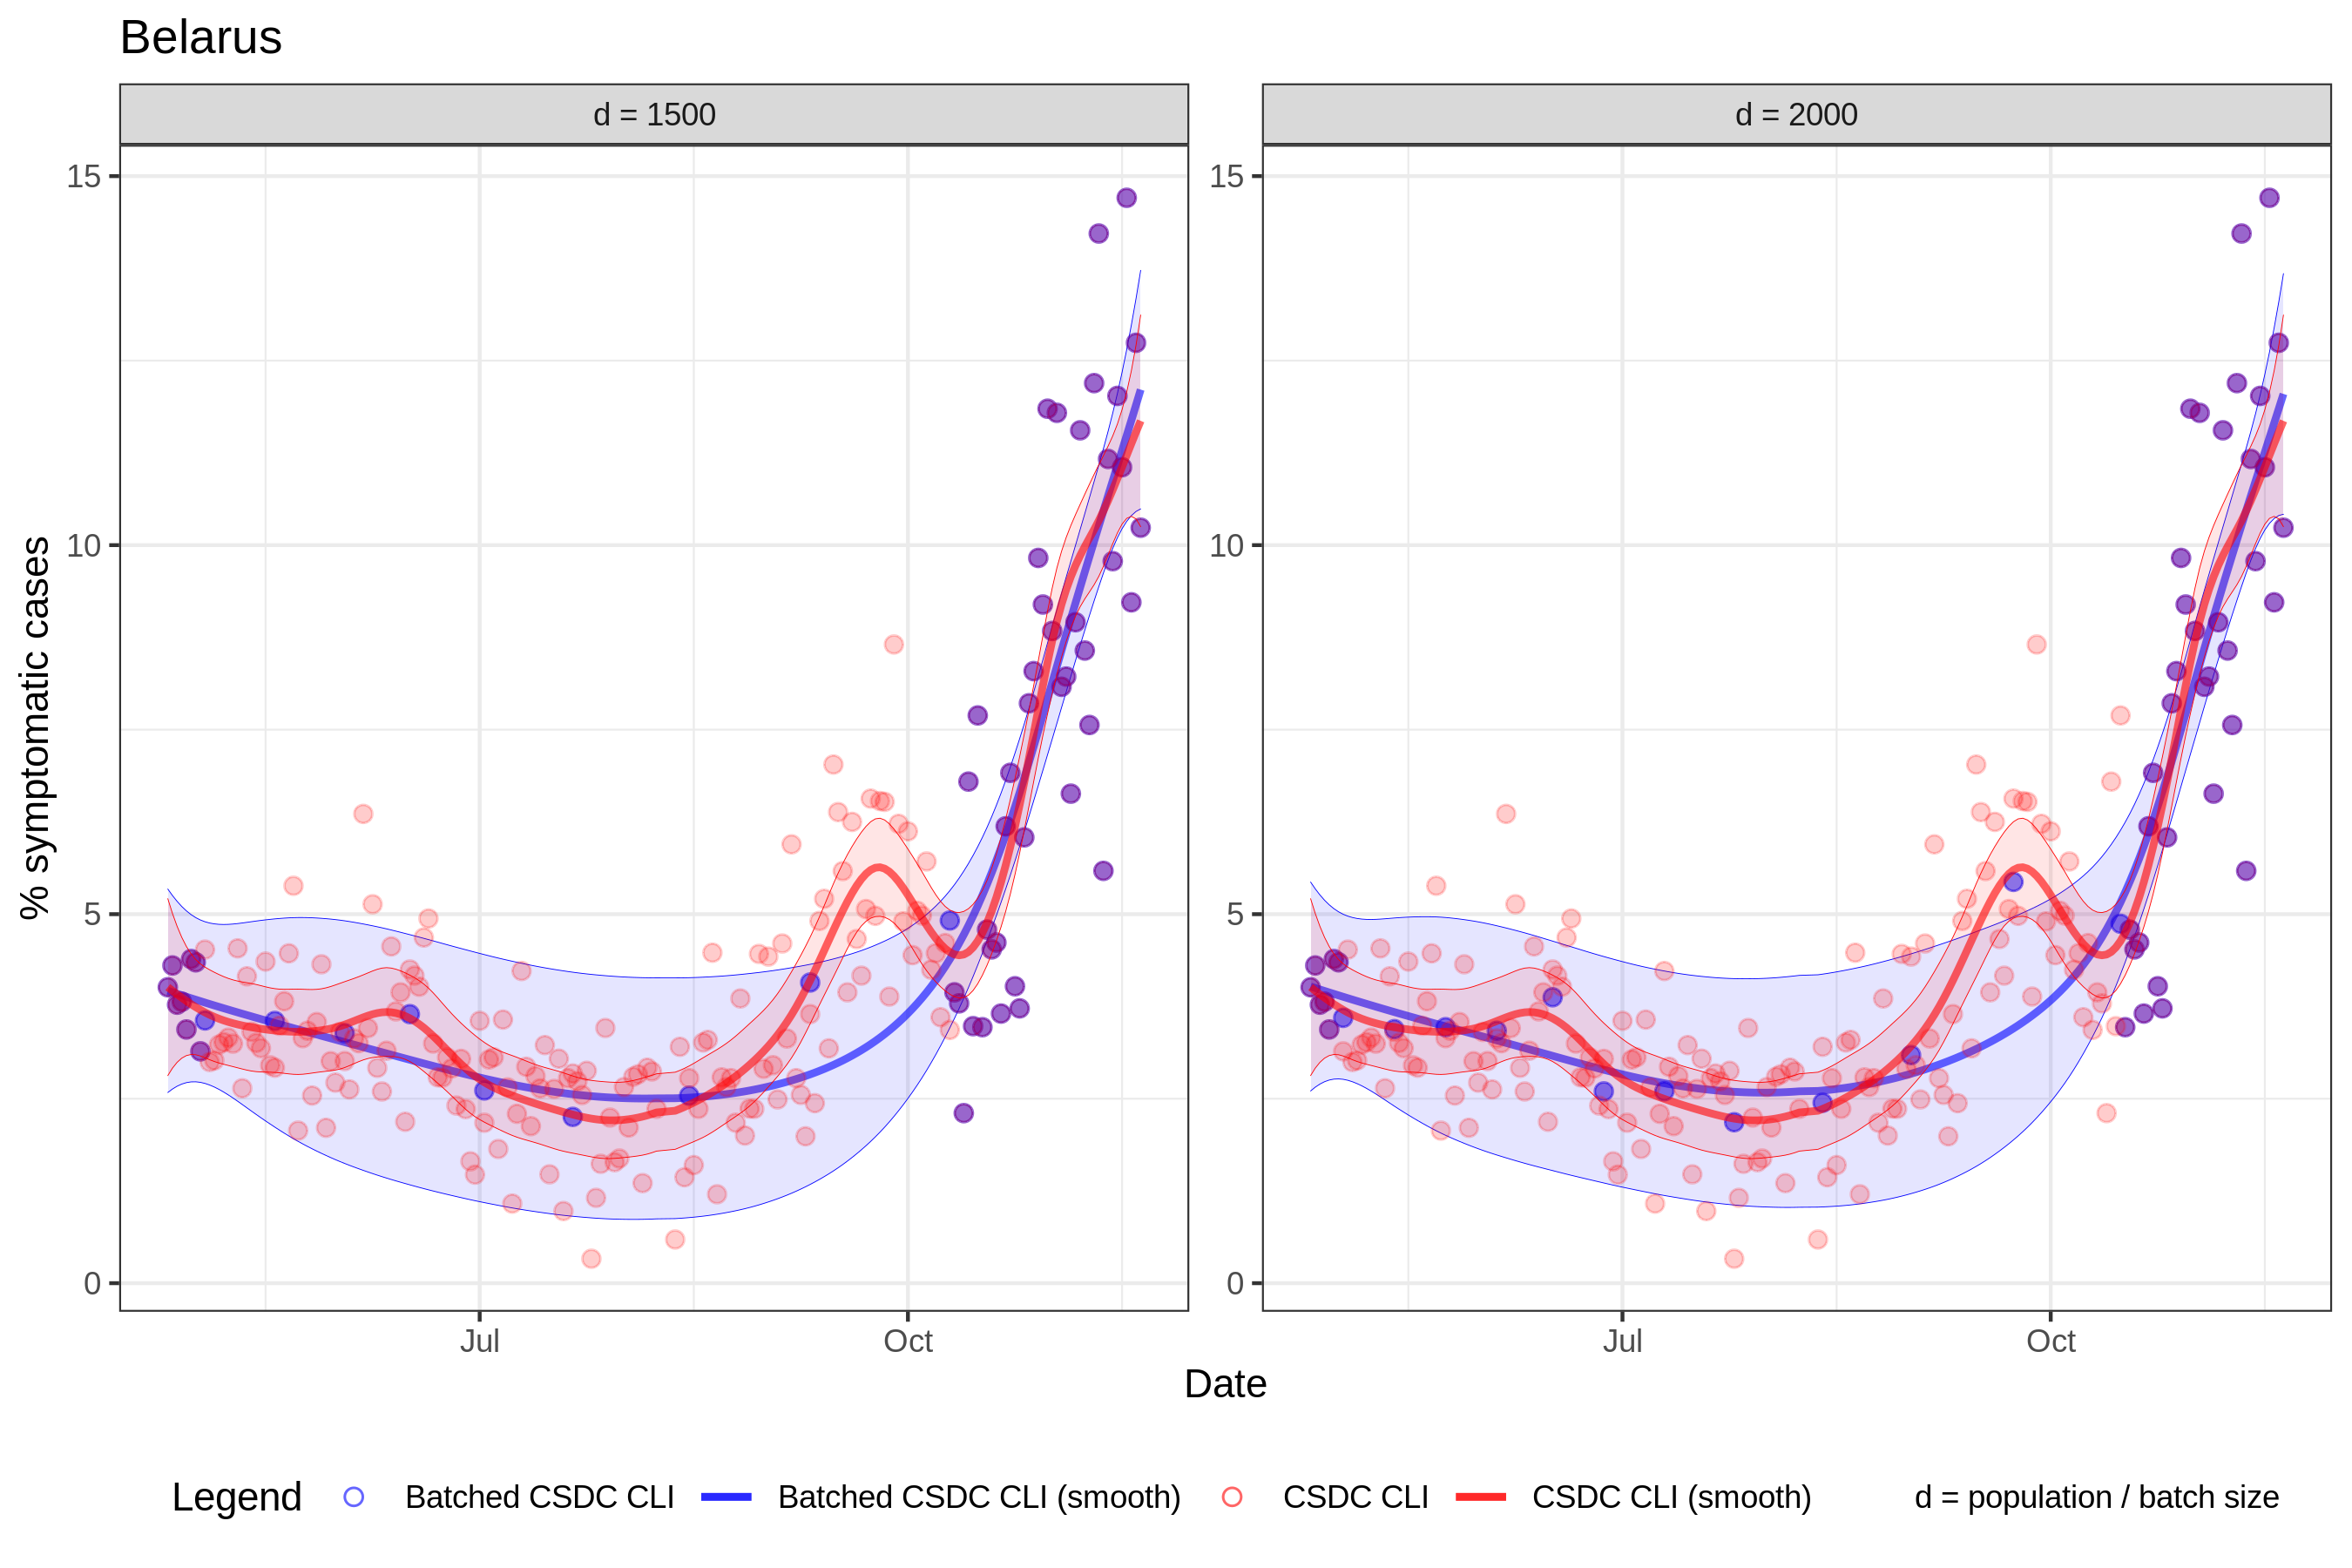 Belarus
d = 1500
d = 2000
% symptomatic cases
15
10
5
0
15
10
5
0
Jul
Oct
Jul
Oct
Date
Legend
Batched CSDC CLI
Batched CSDC CLI (smooth)
CSDC CLI
CSDC CLI (smooth)
d = population / batch size